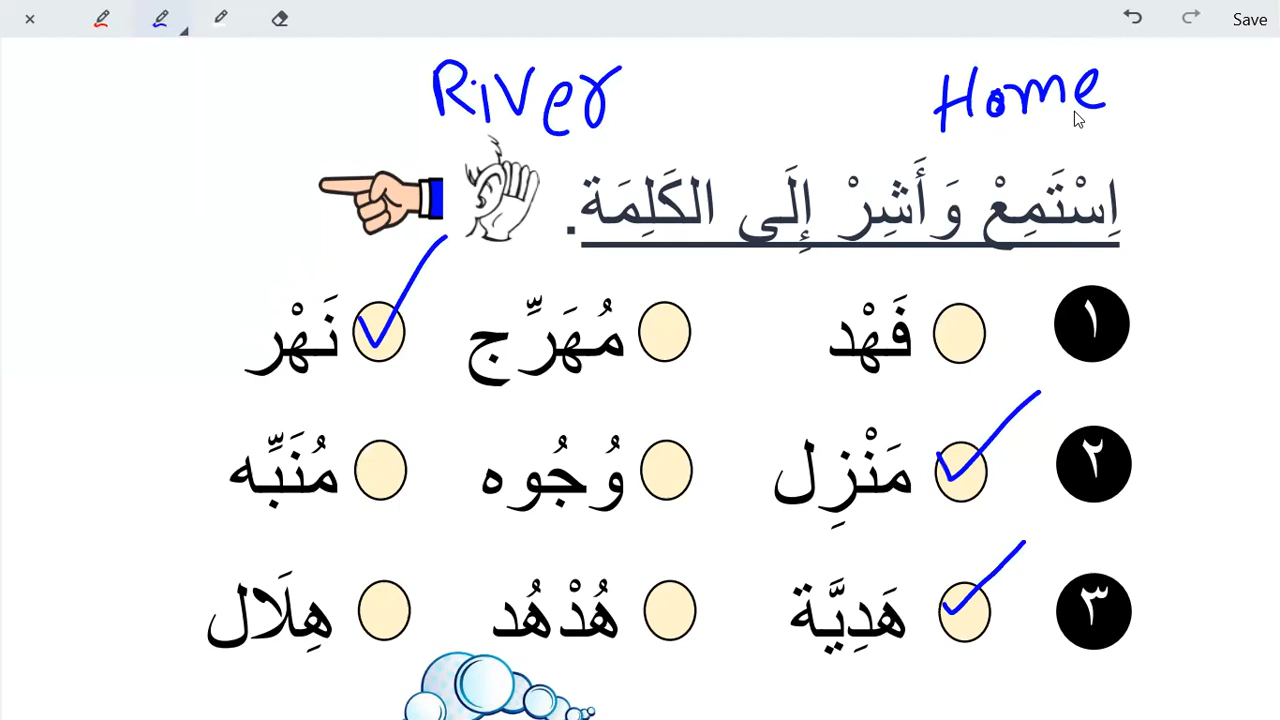 Save
River Home
اِسْتَمِعْ وَ أَشِرْ إِلَى الكَلِمَة.
١ فَهْد مُهَرِّج نَهْر
٢ مَنْزِل وُجُوه مُنَبِّه
٣ هَدِيَّة هُدْهُد هِلَال